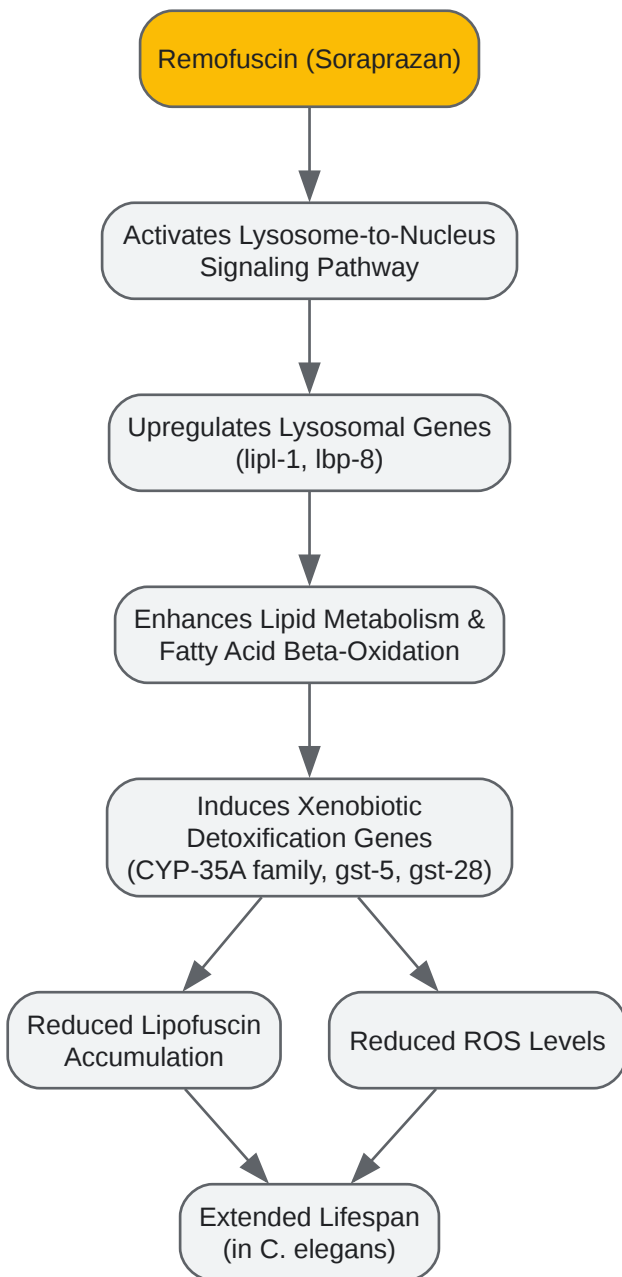 Remofuscin (Soraprazan)
Activates Lysosome-to-Nucleus
Signaling Pathway
Upregulates Lysosomal Genes
(lipl-1, lbp-8)
Enhances Lipid Metabolism &
Fatty Acid Beta-Oxidation
Induces Xenobiotic
Detoxification Genes
(CYP-35A family, gst-5, gst-28)
Reduced Lipofuscin
Accumulation
Reduced ROS Levels
Extended Lifespan
(in C. elegans)